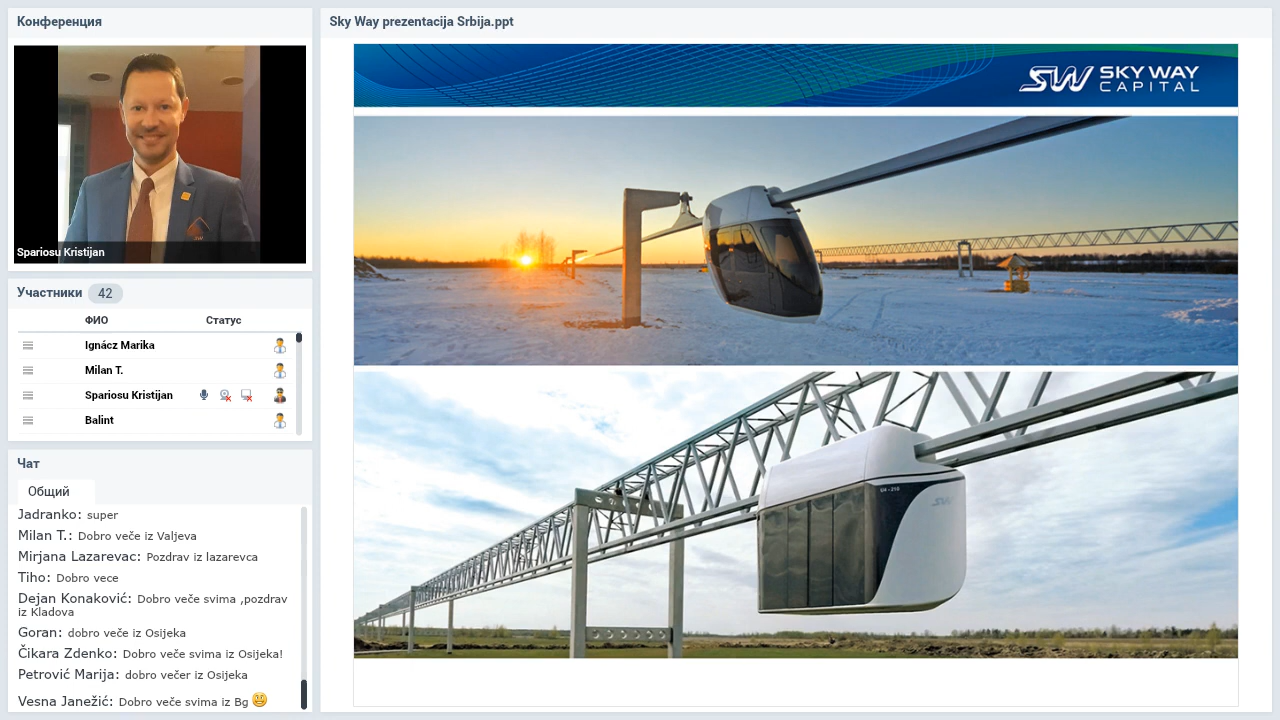 Конференция
Spariosu Kristijan
Участники 42
ФИО Статус
Ignácz Marika
Milan T.
Spariosu Kristijan
Balint
Чат
Общий
Jadranko: super
Milan T.: Dobro veče iz Valjeva
Mirjana Lazarevac: Pozdrav iz lazarevca
Tiho: Dobro vece
Dejan Konaković: Dobro veče svima ,pozdrav
iz Kladova
Goran: dobro veče iz Osijeka
Čikara Zdenko: Dobro veče svima iz Osijeka!
Petrović Marija: dobro večer iz Osijeka
Vesna Janežić: Dobro veče svima iz Bg
Sky Way prezentacija Srbija.ppt
SW SKY WAY
CAPITAL
SW